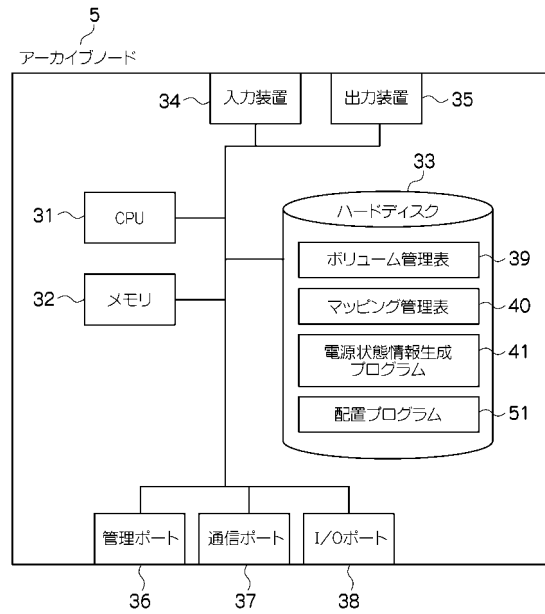 5
アーカイブノード
34
入力装置
出力装置
35
33
ハードディスク
31
CPU
ボリューム管理表
39
32
メモリ
マッピング管理表
40
電源状態情報生成
プログラム
41
配置プログラム
51
管理ポート
通信ポート
I/Oポート
36
37
38